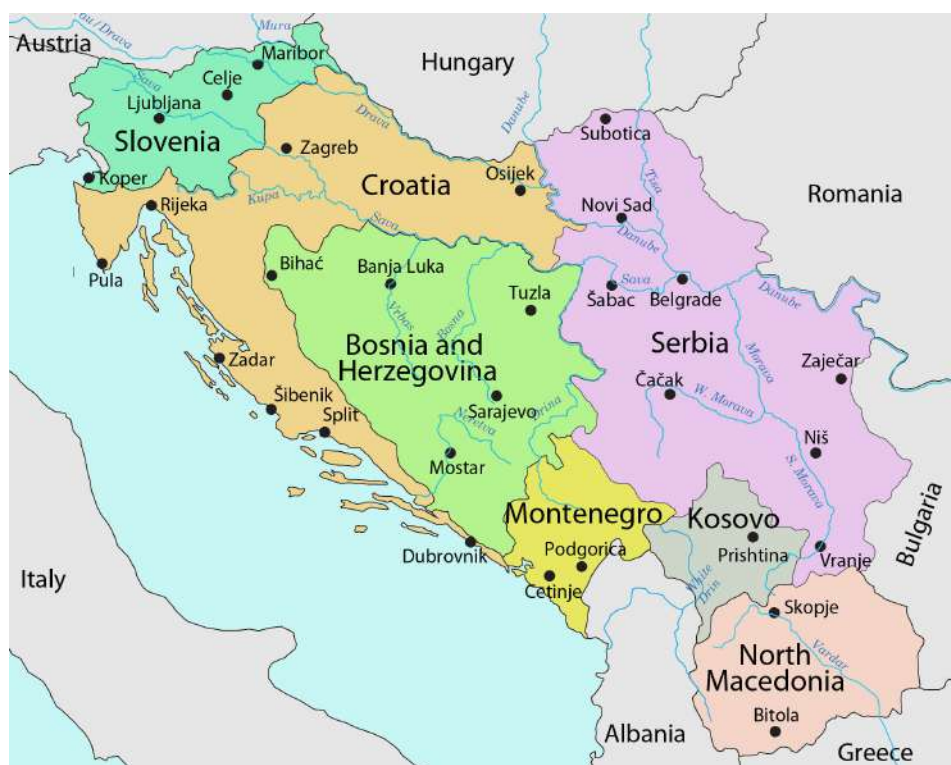 Austria
au/Drava
Mura
Hungary
Maribor
Celje
Sava
Ljubljana
Drava
Danube
Subotica
Slovenia
Zagreb
Tisa
Koper
Croatia
Osijek
Romania
Kupa
Rijeka
Sava
Novi Sad
Danube
Pula
Bihać
Banja Luka
Sava
Šabac
Belgrade
Danube
Tuzla
Vrbas
Bosna
Bosnia and
Herzegovina
Serbia
Morava
Zaječar
Zadar
Čačak
W. Morava
Šibenik
Sarajevo
Drina
Split
Neretva
Niš
Mostar
S. Morava
Montenegro
Kosovo
Bulgaria
Dubrovnik
Podgorica
Prishtina
Vranje
Italy
Cetinje
White
Drin
Skopje
North
Macedonia
Vardar
Bitola
Albania
Greece